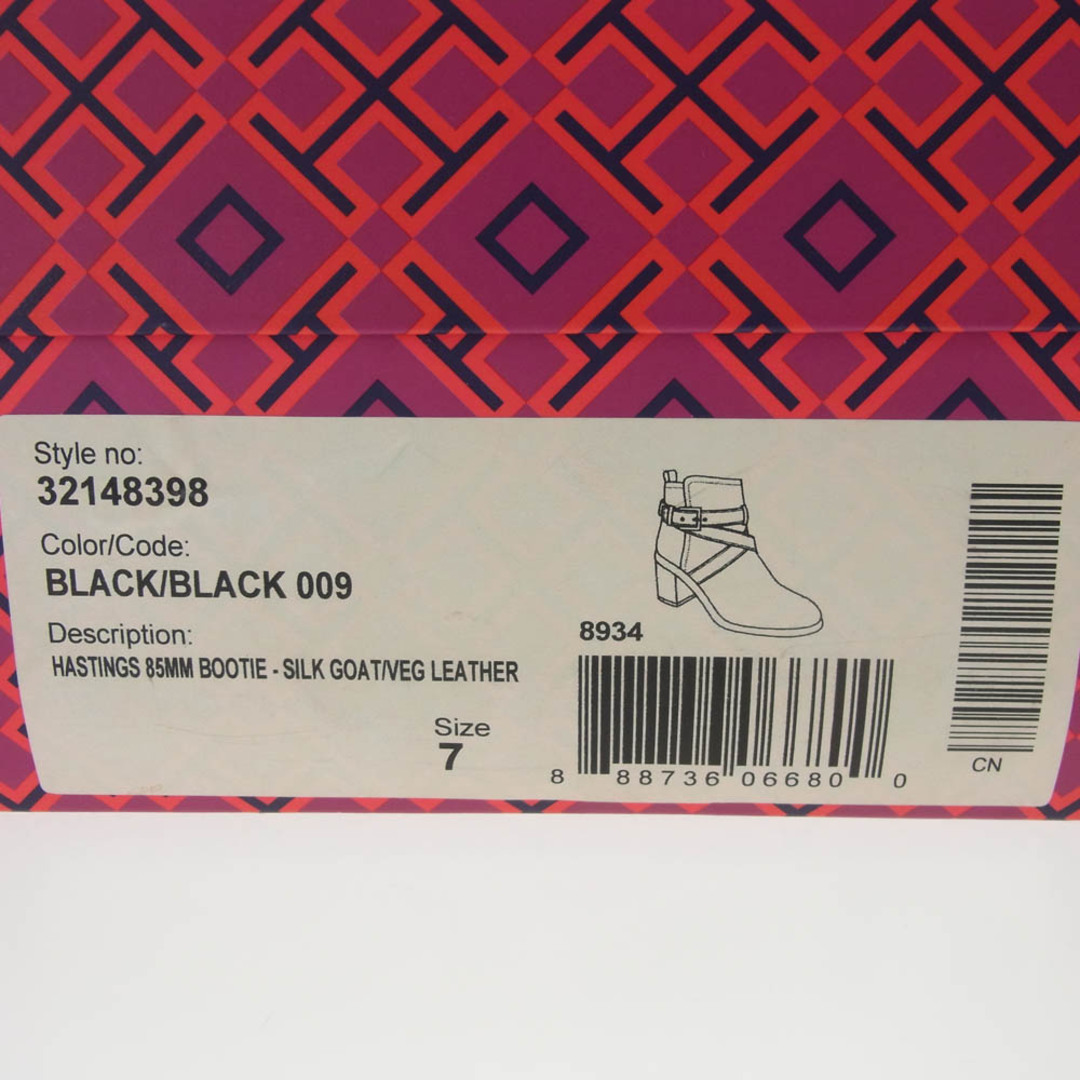 Style no:
32148398
Color/Code:
BLACK/BLACK 009
Description:
HASTINGS 85MM BOOTIE - SILK GOAT/VEG LEATHER
Size
7
8934
8 88736 06680 0
CN